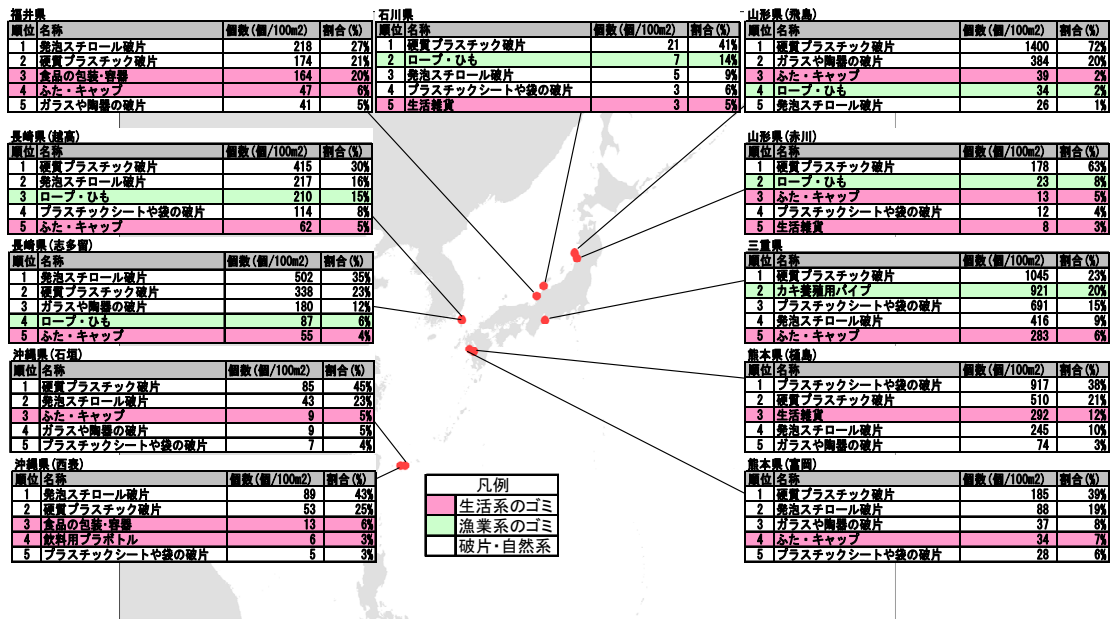 福井県
順位 名称 個数(個/100m2) 割合(%)
1 発泡スチロール破片 218 27%
2 硬質プラスチック破片 174 21%
3 食品の包装・容器 164 20%
4 ふた・キャップ 47 6%
5 ガラスや陶器の破片 41 5%
石川県
順位 名称 個数(個/100m2) 割合(%)
1 硬質プラスチック破片 21 41%
2 ロープ・ひも 7 14%
3 発泡スチロール破片 5 9%
4 プラスチックシートや袋の破片 3 6%
5 生活雑貨 3 5%
山形県(飛島)
順位 名称 個数(個/100m2) 割合(%)
1 硬質プラスチック破片 1400 72%
2 ガラスや陶器の破片 384 20%
3 ふた・キャップ 39 2%
4 ロープ・ひも 34 2%
5 発泡スチロール破片 26 1%
長崎県(越高)
順位 名称 個数(個/100m2) 割合(%)
1 硬質プラスチック破片 415 30%
2 発泡スチロール破片 217 16%
3 ロープ・ひも 210 15%
4 プラスチックシートや袋の破片 114 8%
5 ふた・キャップ 62 5%
山形県(赤川)
順位 名称 個数(個/100m2) 割合(%)
1 硬質プラスチック破片 178 63%
2 ロープ・ひも 23 8%
3 ふた・キャップ 13 5%
4 プラスチックシートや袋の破片 12 4%
5 生活雑貨 8 3%
長崎県(志多留)
順位 名称 個数(個/100m2) 割合(%)
1 発泡スチロール破片 502 35%
2 硬質プラスチック破片 338 23%
3 ガラスや陶器の破片 180 12%
4 ロープ・ひも 87 6%
5 ふた・キャップ 55 4%
三重県
順位 名称 個数(個/100m2) 割合(%)
1 硬質プラスチック破片 1045 23%
2 カキ養殖用パイプ 921 20%
3 プラスチックシートや袋の破片 691 15%
4 発泡スチロール破片 416 9%
5 ふた・キャップ 283 6%
沖縄県(石垣)
順位 名称 個数(個/100m2) 割合(%)
1 硬質プラスチック破片 85 45%
2 発泡スチロール破片 43 23%
3 ふた・キャップ 9 5%
4 ガラスや陶器の破片 9 5%
5 プラスチックシートや袋の破片 7 4%
熊本県(樋島)
順位 名称 個数(個/100m2) 割合(%)
1 プラスチックシートや袋の破片 917 38%
2 硬質プラスチック破片 510 21%
3 生活雑貨 292 12%
4 発泡スチロール破片 245 10%
5 ガラスや陶器の破片 74 3%
沖縄県(西表)
順位 名称 個数(個/100m2) 割合(%)
1 発泡スチロール破片 89 43%
2 硬質プラスチック破片 53 25%
3 食品の包装・容器 13 6%
4 飲料用プラボトル 6 3%
5 プラスチックシートや袋の破片 5 3%
熊本県(富岡)
順位 名称 個数(個/100m2) 割合(%)
1 硬質プラスチック破片 185 39%
2 発泡スチロール破片 88 19%
3 ガラスや陶器の破片 37 8%
4 ふた・キャップ 34 7%
5 プラスチックシートや袋の破片 28 6%
凡例
生活系のゴミ
漁業系のゴミ
破片・自然系